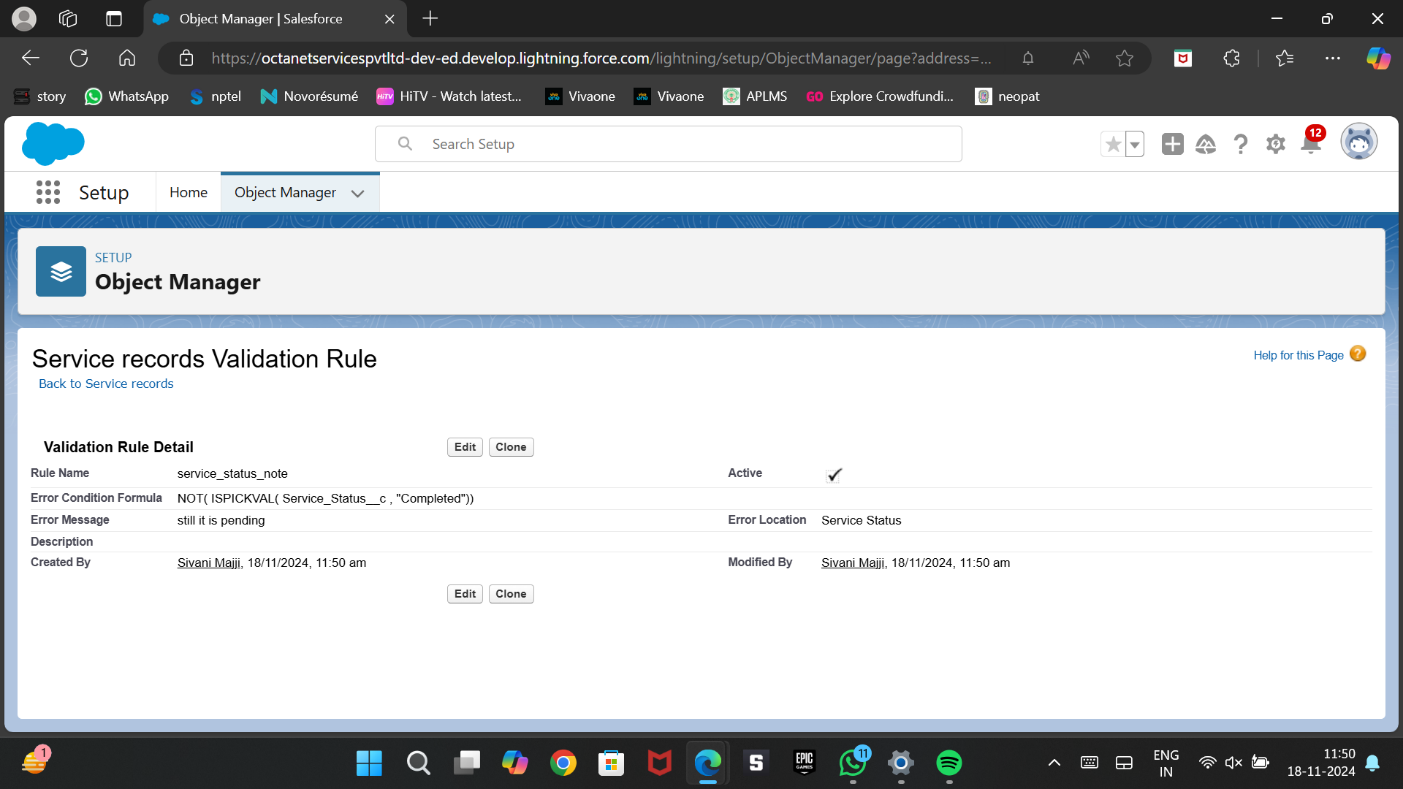 Object Manager | Salesforce
https://octanetservicespvtltd-dev-ed.develop.lightning.force.com/lightning/setup/ObjectManager/page?address=...
story WhatsApp nptel Novorésumé HiTV - Watch latest... Vivaone Vivaone APLMS GO Explore Crowdfundi... neopat
Search Setup
12
Setup Home Object Manager
SETUP
Object Manager
Service records Validation Rule
Help for this Page ?
Back to Service records
Validation Rule Detail Edit Clone
Rule Name service_status_note Active
Error Condition Formula NOT( ISPICKVAL( Service_Status__c , "Completed"))
Error Message still it is pending Error Location Service Status
Description
Created By Sivani Majji, 18/11/2024, 11:50 am Modified By Sivani Majji, 18/11/2024, 11:50 am
Edit Clone
1
S
EPIC GAMES
11
ENG
IN
11:50
18-11-2024